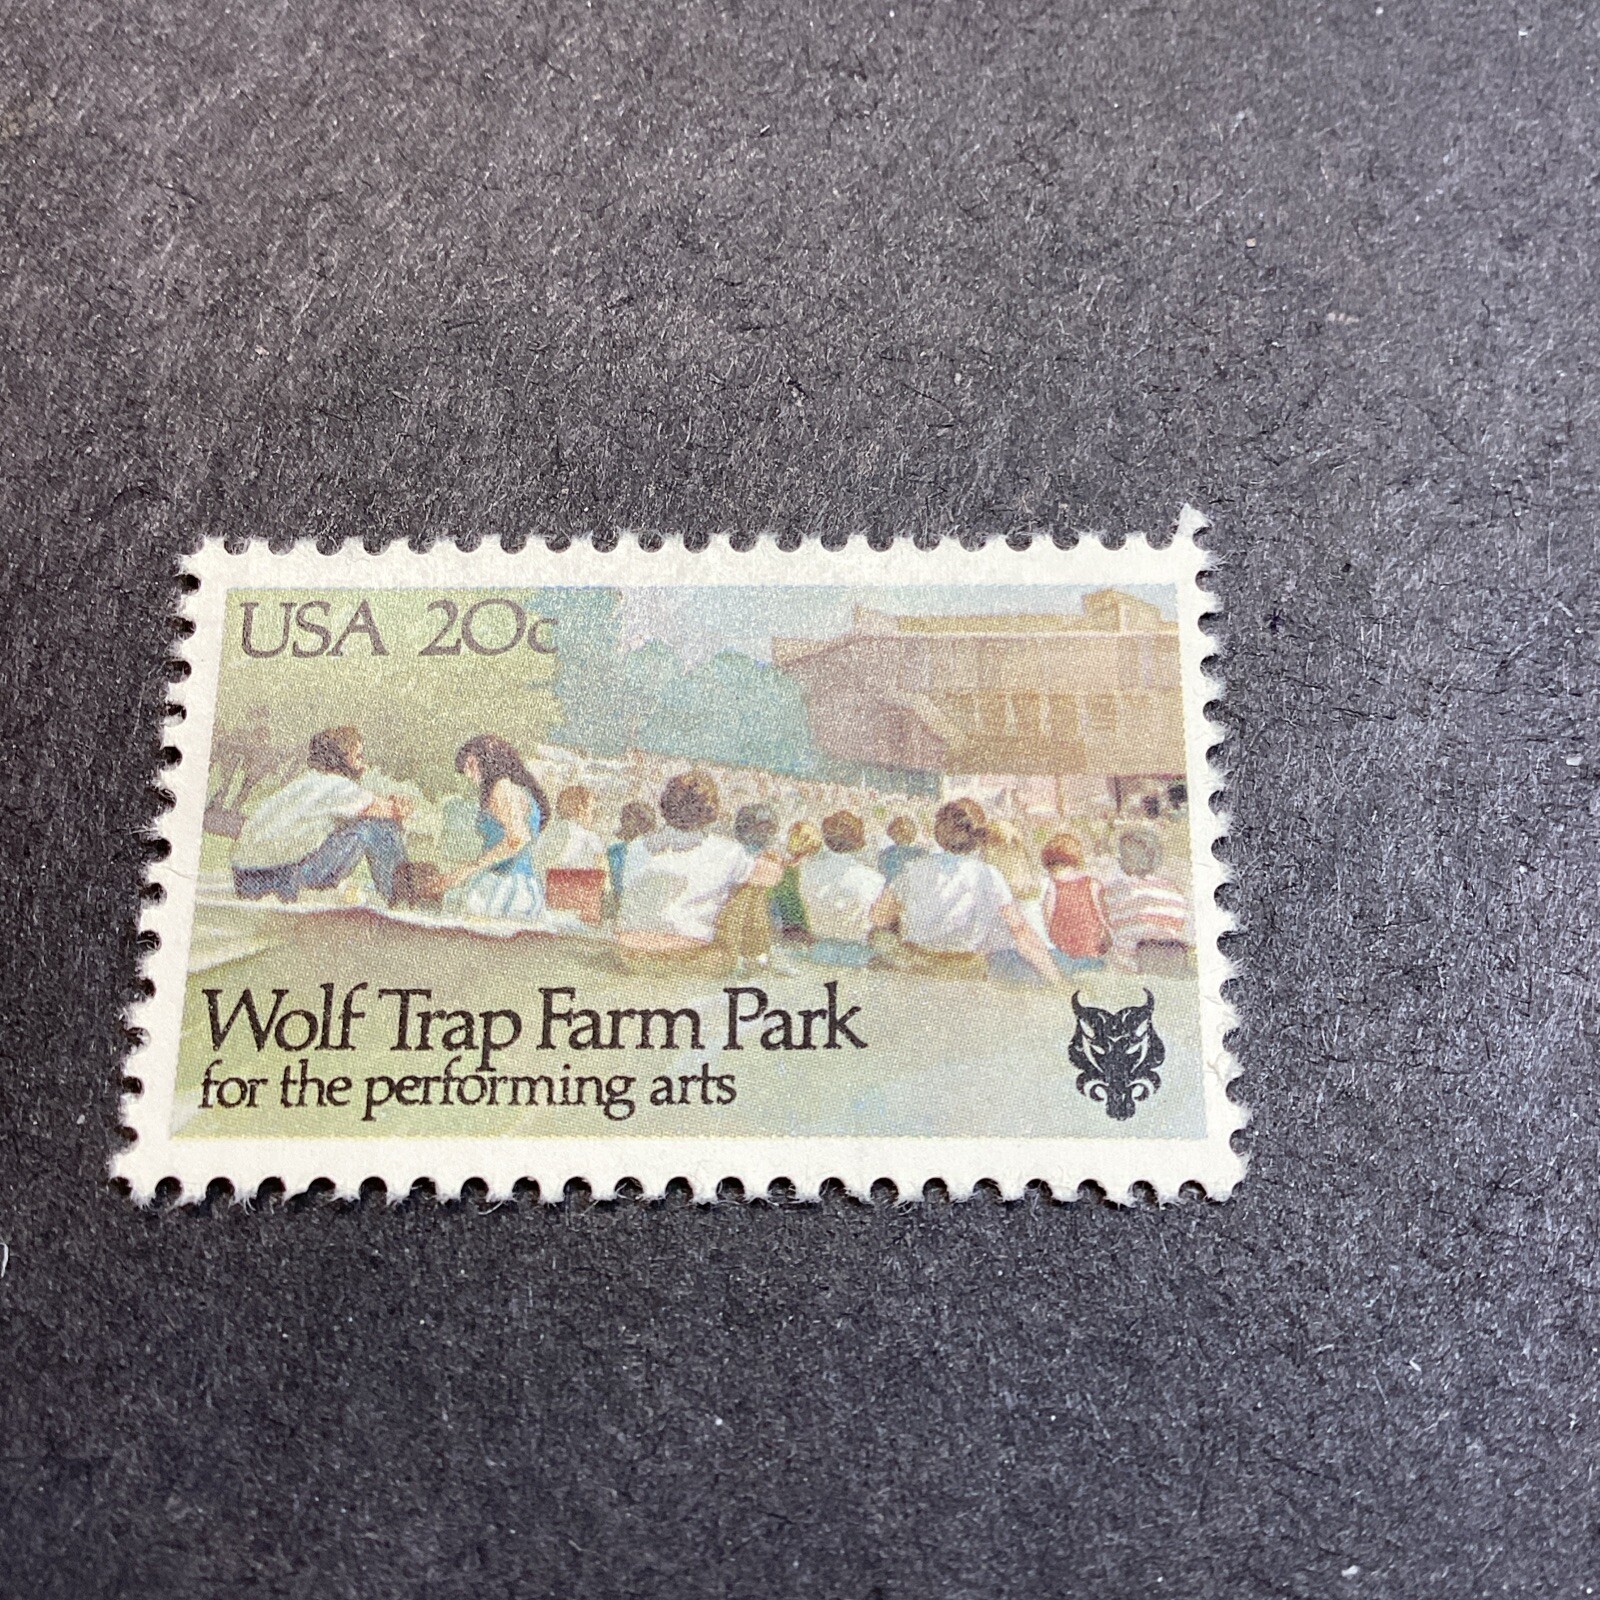 USA 20c
Wolf Trap Farm Park
for the performing arts